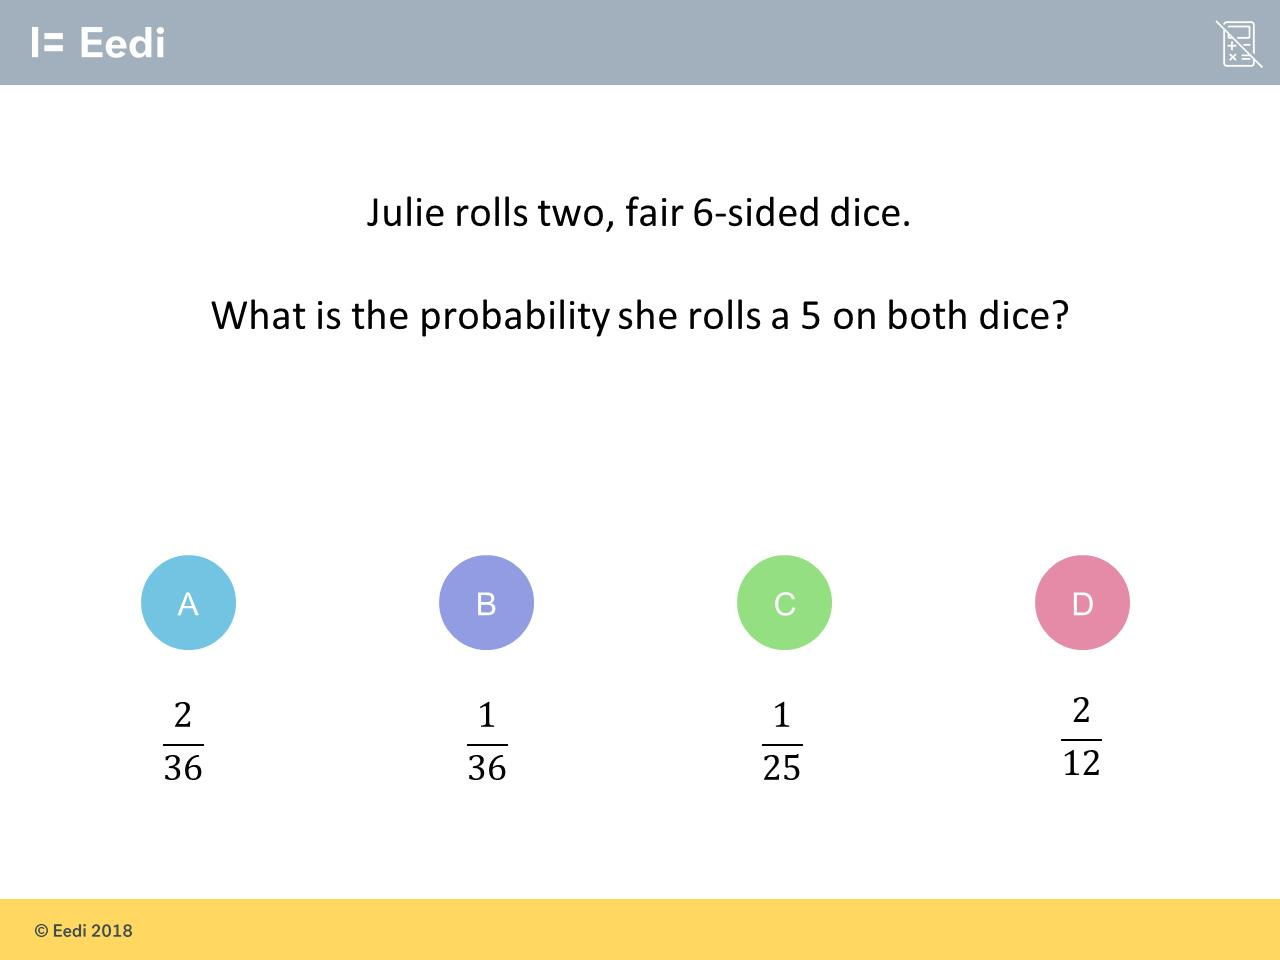 Eedi
Julie rolls two, fair 6-sided dice.
What is the probability she rolls a 5 on both dice?
A
B
C
D
2/36
1/36
1/25
2/12
© Eedi 2018